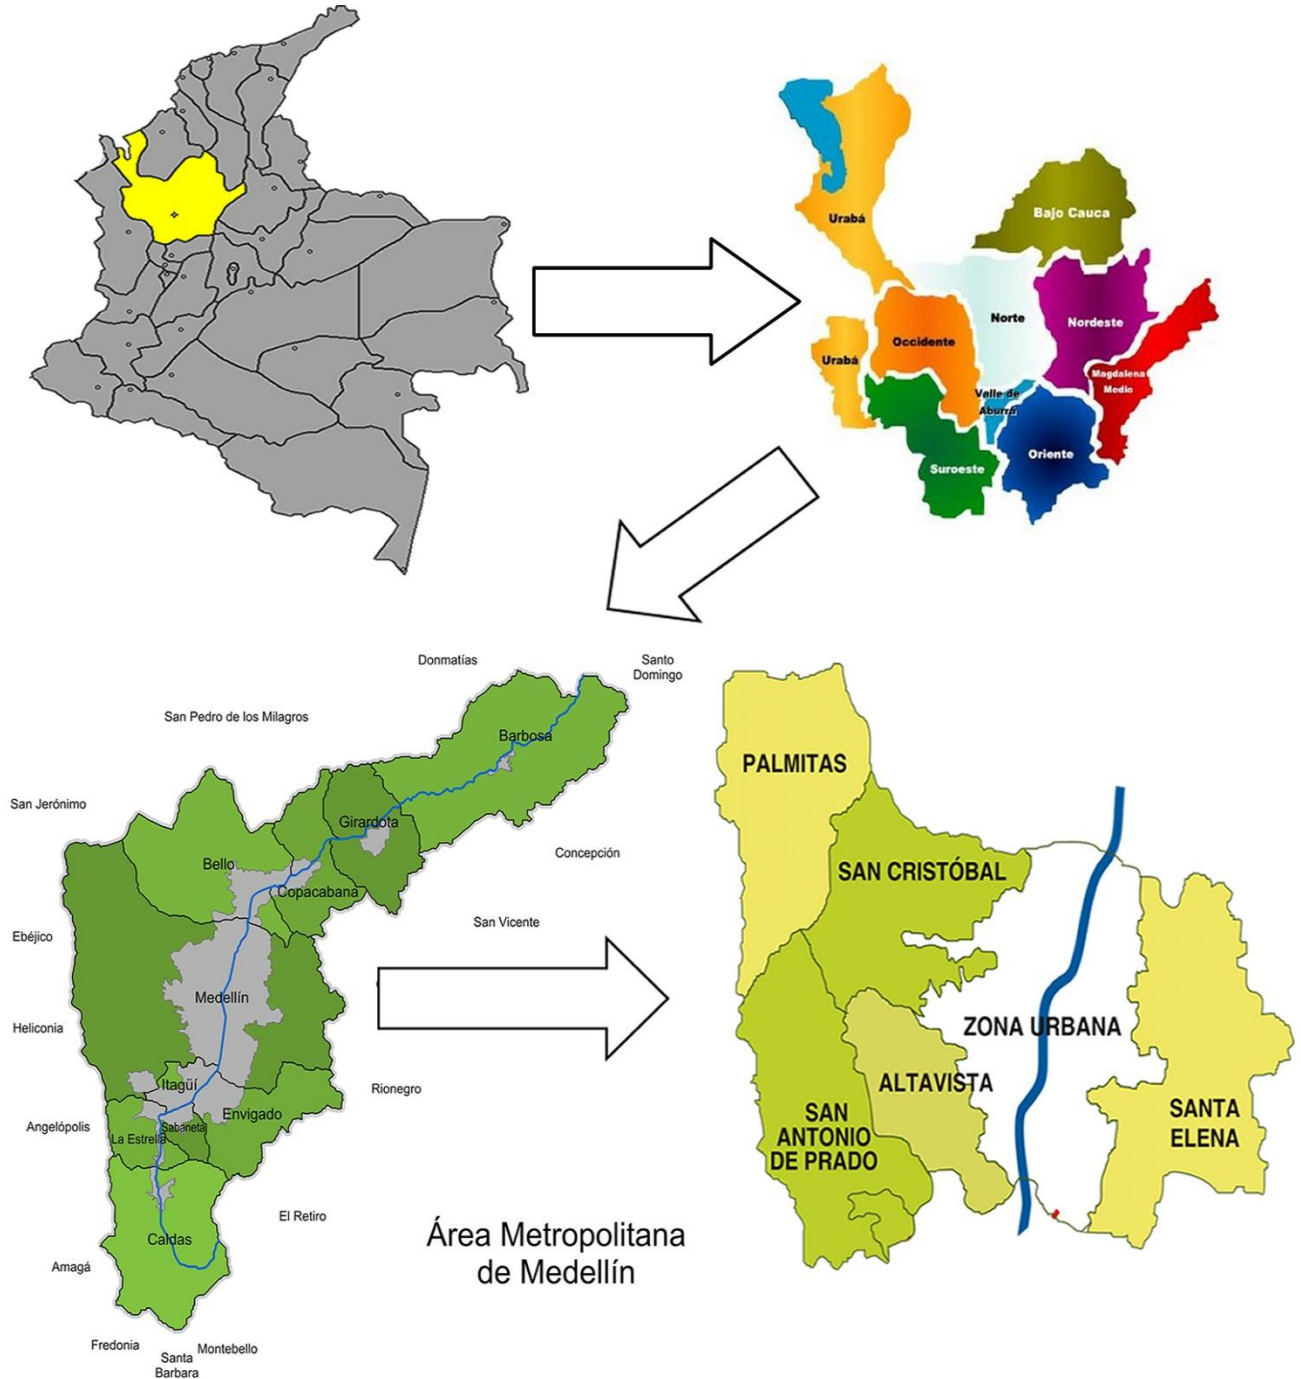 Urabá
Bajo Cauca
Norte
Nordeste
Occidente
Urabá
Magdalena
Medio
Valle de
Aburrá
Oriente
Suroeste
Donmatías
Santo
Domingo
San Pedro de los Milagros
Barbosa
San Jerónimo
Girardota
Bello
Concepción
Copacabana
San Vicente
Ebéjico
Medellín
Heliconia
Itagüí
Rionegro
Envigado
Angelópolis
Sabaneta
La Estrella
El Retiro
Caldas
Amagá
Fredonia
Santa
Barbara
Montebello
Área Metropolitana
de Medellín
PALMITAS
SAN CRISTÓBAL
ZONA URBANA
ALTAVISTA
SAN
ANTONIO
DE PRADO
SANTA
ELENA